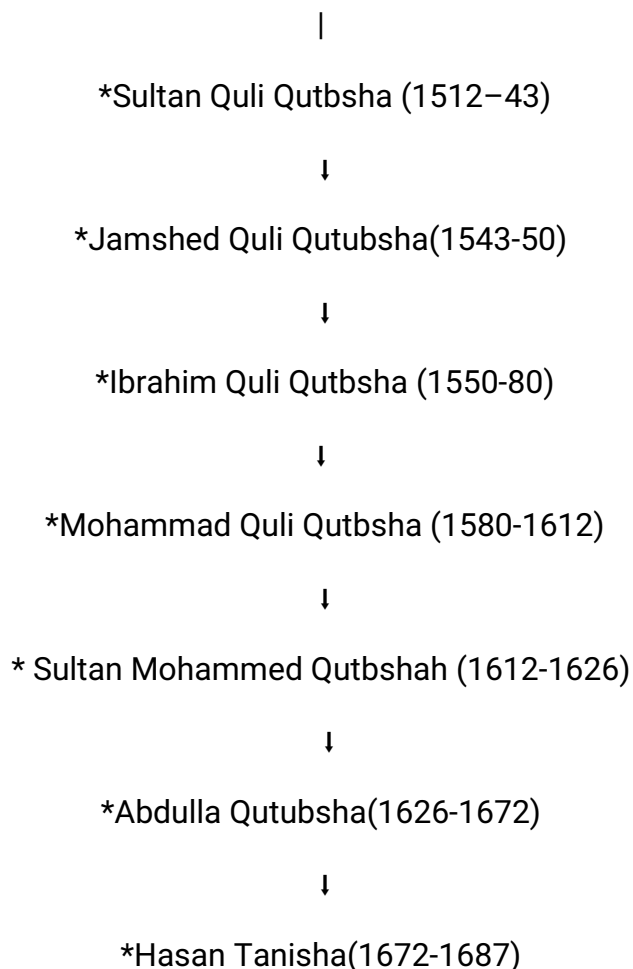 *Sultan Quli Qutbsha (1512–43)
*Jamshed Quli Qutubsha(1543-50)
*Ibrahim Quli Qutbsha (1550-80)
*Mohammad Quli Qutbsha (1580-1612)
* Sultan Mohammed Qutbshah (1612-1626)
*Abdulla Qutubsha(1626-1672)
*Hasan Tanisha(1672-1687)